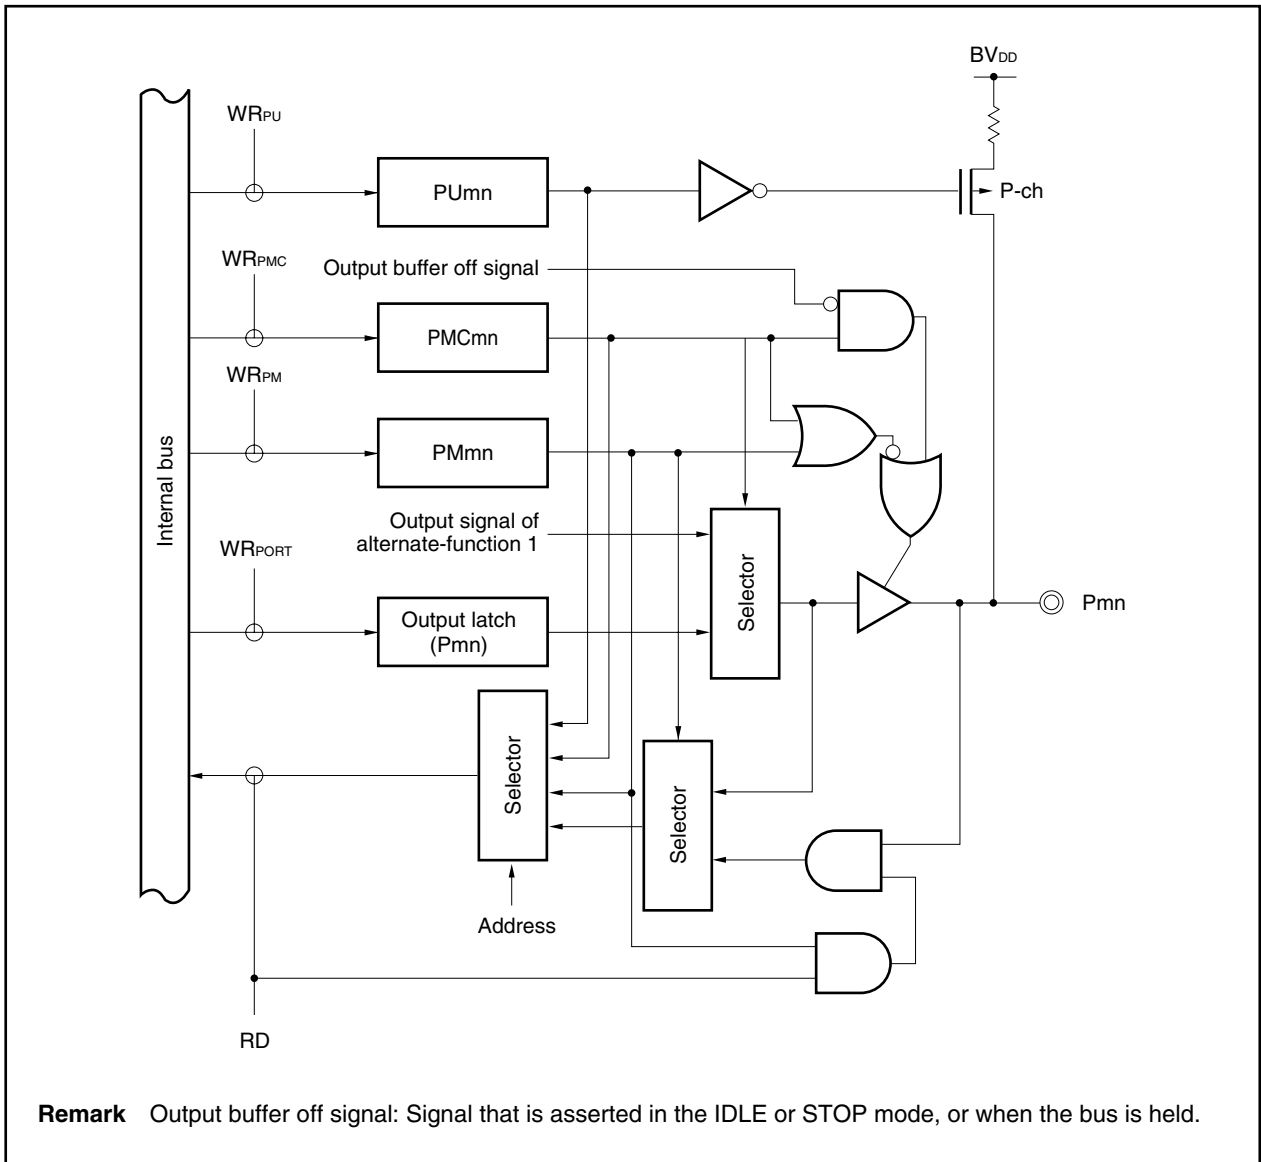 BVDD
WRPU
PUmn
P-ch
WRPMC
Output buffer off signal
PMCmn
WRPM
PMmn
Internal bus
Output signal of
alternate-function 1
WRPORT
Selector
Output latch
(Pmn)
Pmn
Selector
Selector
Address
RD
Remark Output buffer off signal: Signal that is asserted in the IDLE or STOP mode, or when the bus is held.